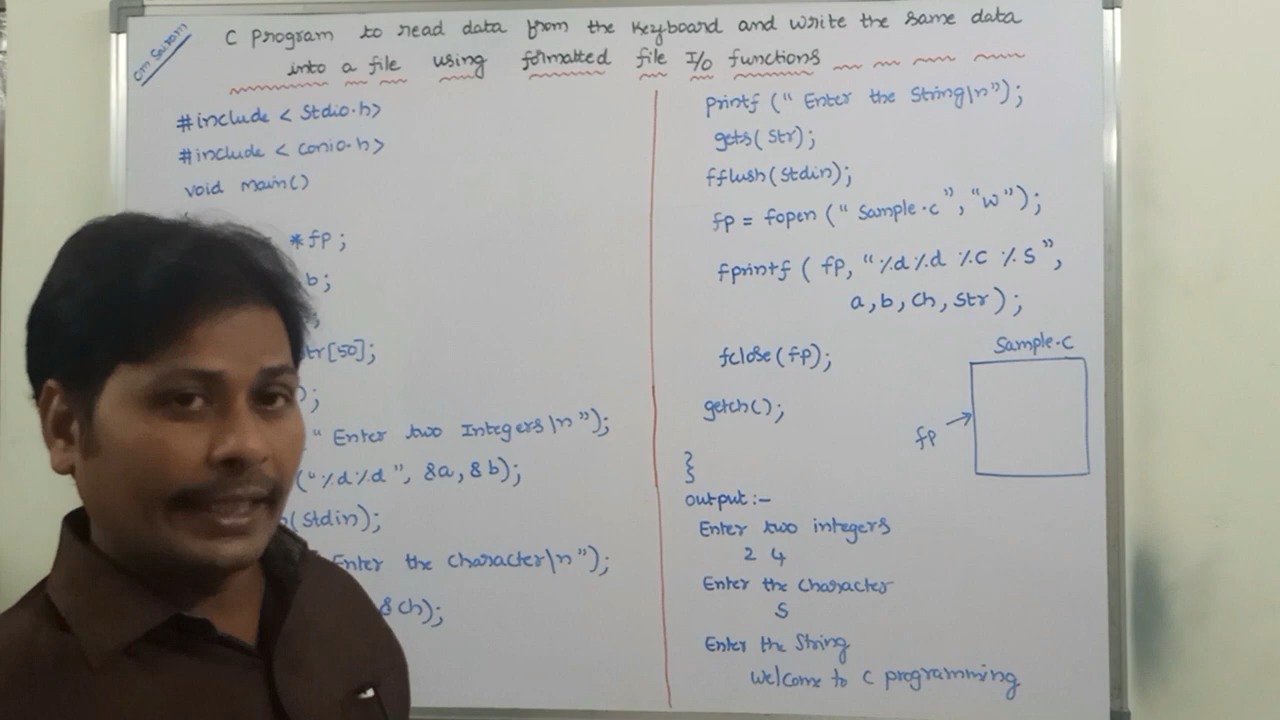 Om Sairam
C Program to read data from the Keyboard and write the same data
into a file using formatted file I/O functions
#include < Stdio.h>
#include < conio.h>
void main()
*fp;
b;
tr[50];
);
" Enter two Integers\n");
("%d%d", &a, &b);
(Stdin);
Enter the character\n");
&ch);
printf (" Enter the String\n");
gets(Str);
fflush(Stdin);
fp = fopen (" Sample.c", "w");
fprintf ( fp, "%d%d %c %s",
a, b, Ch, Str );
fclose(fp);
getch();
}
Sample.c
fp
output:-
Enter two integers
2 4
Enter the Character
S
Enter the String
Welcome to C programming